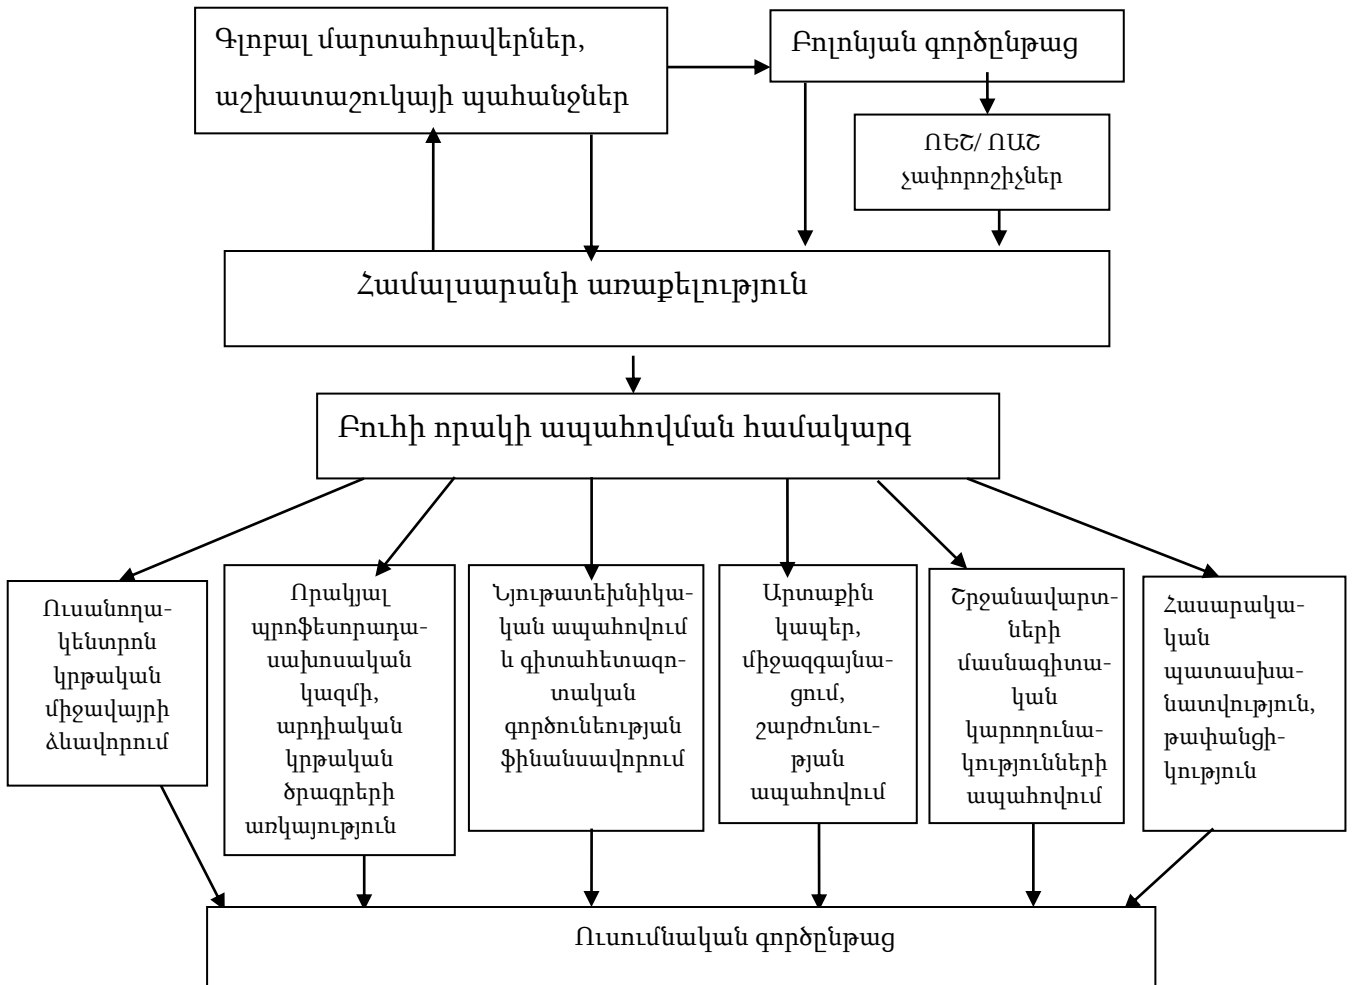 Գլոբալ մարտահրավերներ,
աշխատաշուկայի պահանջներ
Բոլոնյան գործընթաց
ՈԵՇ/ ՈԱՇ
չափորոշիչներ
Համալսարանի առաքելություն
Բուհի որակի ապահովման համակարգ
Ուսանողա-
կենտրոն
կրթական
միջավայրի
ձևավորում
Որակյալ
պրոֆեսորադա-
սախոսական
կազմի,
արդիական
կրթական
ծրագրերի
առկայություն
Նյութատեխնիկա-
կան ապահովում
և գիտահետազո-
տական
գործունեության
ֆինանսավորում
Արտաքին
կապեր,
միջազգայնա-
ցում,
շարժունու-
թյան
ապահովում
Շրջանավարտ-
ների
մասնագիտա-
կան
կարողունա-
կությունների
ապահովում
Հասարակա-
կան
պատասխա-
նատվություն,
թափանցի-
կություն
Ուսումնական գործընթաց